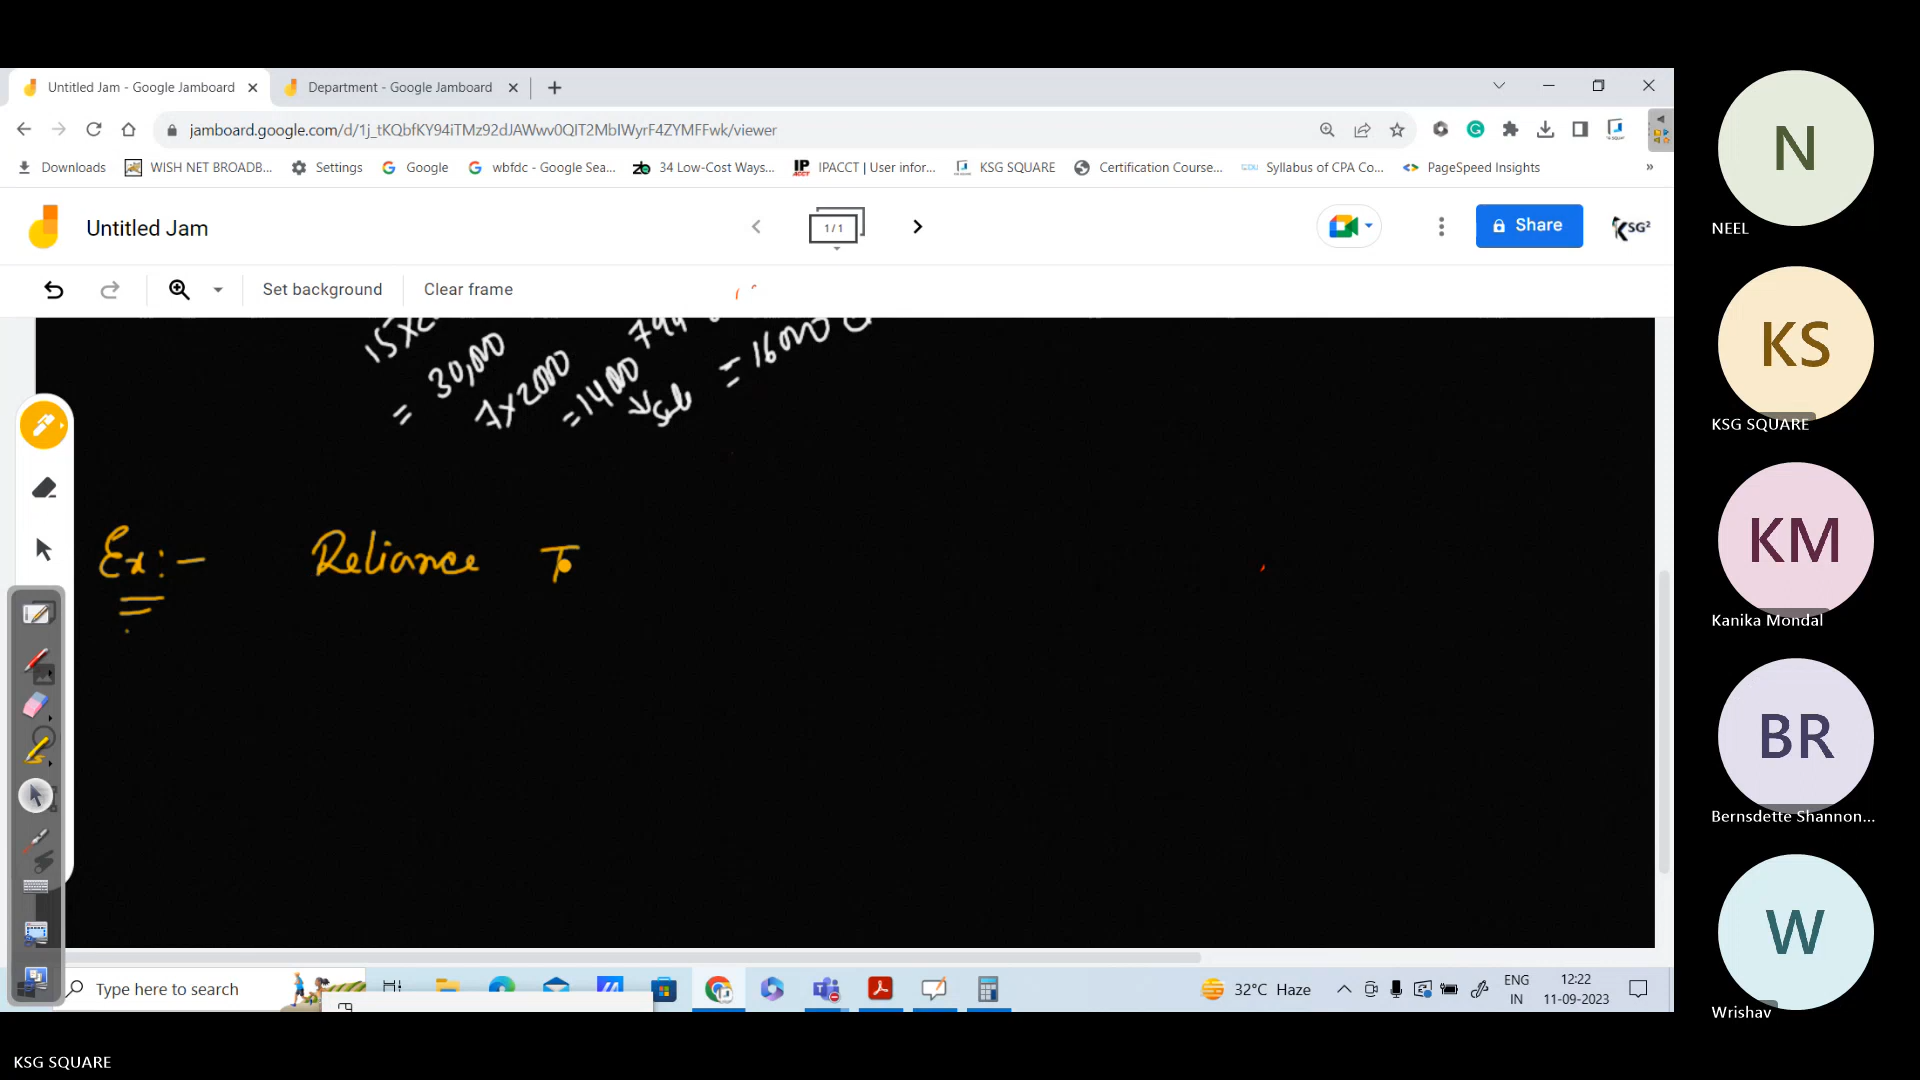 Untitled Jam - Google Jamboard
Department - Google Jamboard
jamboard.google.com/d/1j_tKQbfKY94iTMz92dJAWwv0QIT2MbIWyrF4ZYMFFwk/viewer
Downloads
WISH NET BROADB...
Settings
Google
wbfdc - Google Sea...
34 Low-Cost Ways...
IPACCT | User infor...
KSG SQUARE
Certification Course...
Syllabus of CPA Co...
PageSpeed Insights
»
Untitled Jam
1/1
Share
KSG²
Set background
Clear frame
= 30,000
7x2000
=1400
= 16000
Ex:- Reliance
Type here to search
32°C Haze
ENG
IN
12:22
11-09-2023
N
NEEL
KS
KSG SQUARE
KM
Kanika Mondal
BR
Bernsdette Shannon...
W
Wrishav
KSG SQUARE